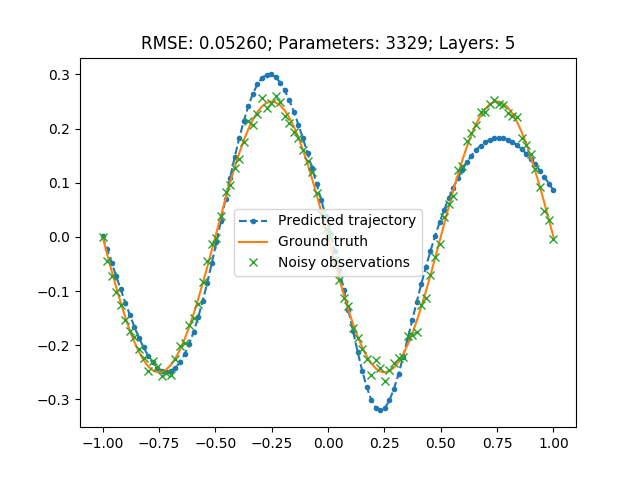 RMSE: 0.05260; Parameters: 3329; Layers: 5
0.3
0.2
0.1
0.0
−0.1
−0.2
−0.3
Predicted trajectory
Ground truth
Noisy observations
−1.00 −0.75 −0.50 −0.25 0.00 0.25 0.50 0.75 1.00